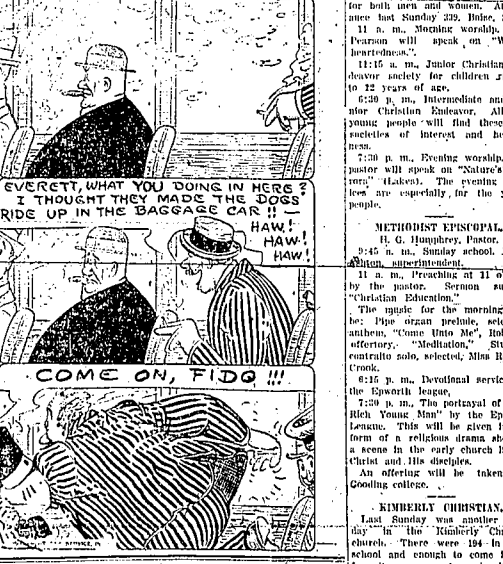 EVERETT, WHAT YOU DOING IN HERE?
I THOUGHT THEY MADE THE DOGS
RIDE UP IN THE BAGGAGE CAR!! —
HAW!
HAW!
HAW!
COME ON, FIDO !!!
for both men and women.
ance last Sunday 339. Boise,
11 a. m., Morning worship.
Pearson will speak on
heartedness."
11:15 a. m., Junior Christian
deavor society for children
to 12 years of age.
6:30 p. m., Intermediate
nior Christian Endeavor. All
young people will find these
societies of interest and
ness.
7:30 p. m., Evening worship.
pastor will speak on "Nature's
(Lakes). The evening
are especially for the
people.
METHODIST EPISCOPAL.
H. G. Humphrey, Pastor.
9:45 a. m., Sunday school.
Ashton, superintendent.
11 a. m., Preaching at 11
by the pastor. Sermon
"Christian Education."
The music for the morning
be: Pipe organ prelude,
anthem, "Come Unto Me",
offertory, "Meditation,"
contralto solo, selected, Miss
Crook.
6:15 p. m., Devotional
the Epworth league.
7:30 p. m., The portrayal of
Rich Young Man" by the
League. This will be given
form of a religious drama
a scene in the early church
Christ and His disciples.
An offering will be taken
Gooding college.
KIMBERLY CHRISTIAN.
Last Sunday was another
day in the Kimberly
church. There were 194 in
school and enough to come